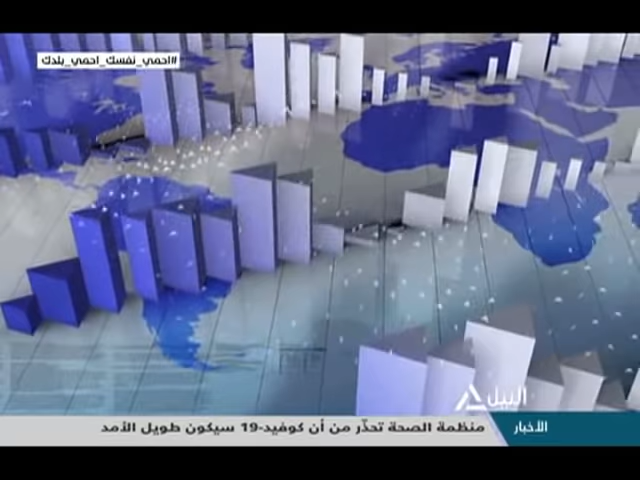 #احمي_نفسك_احمي_بلدك
النيل
الأخبار
منظمة الصحة تحذّر من أن كوفيد-19 سيكون طويل الأمد